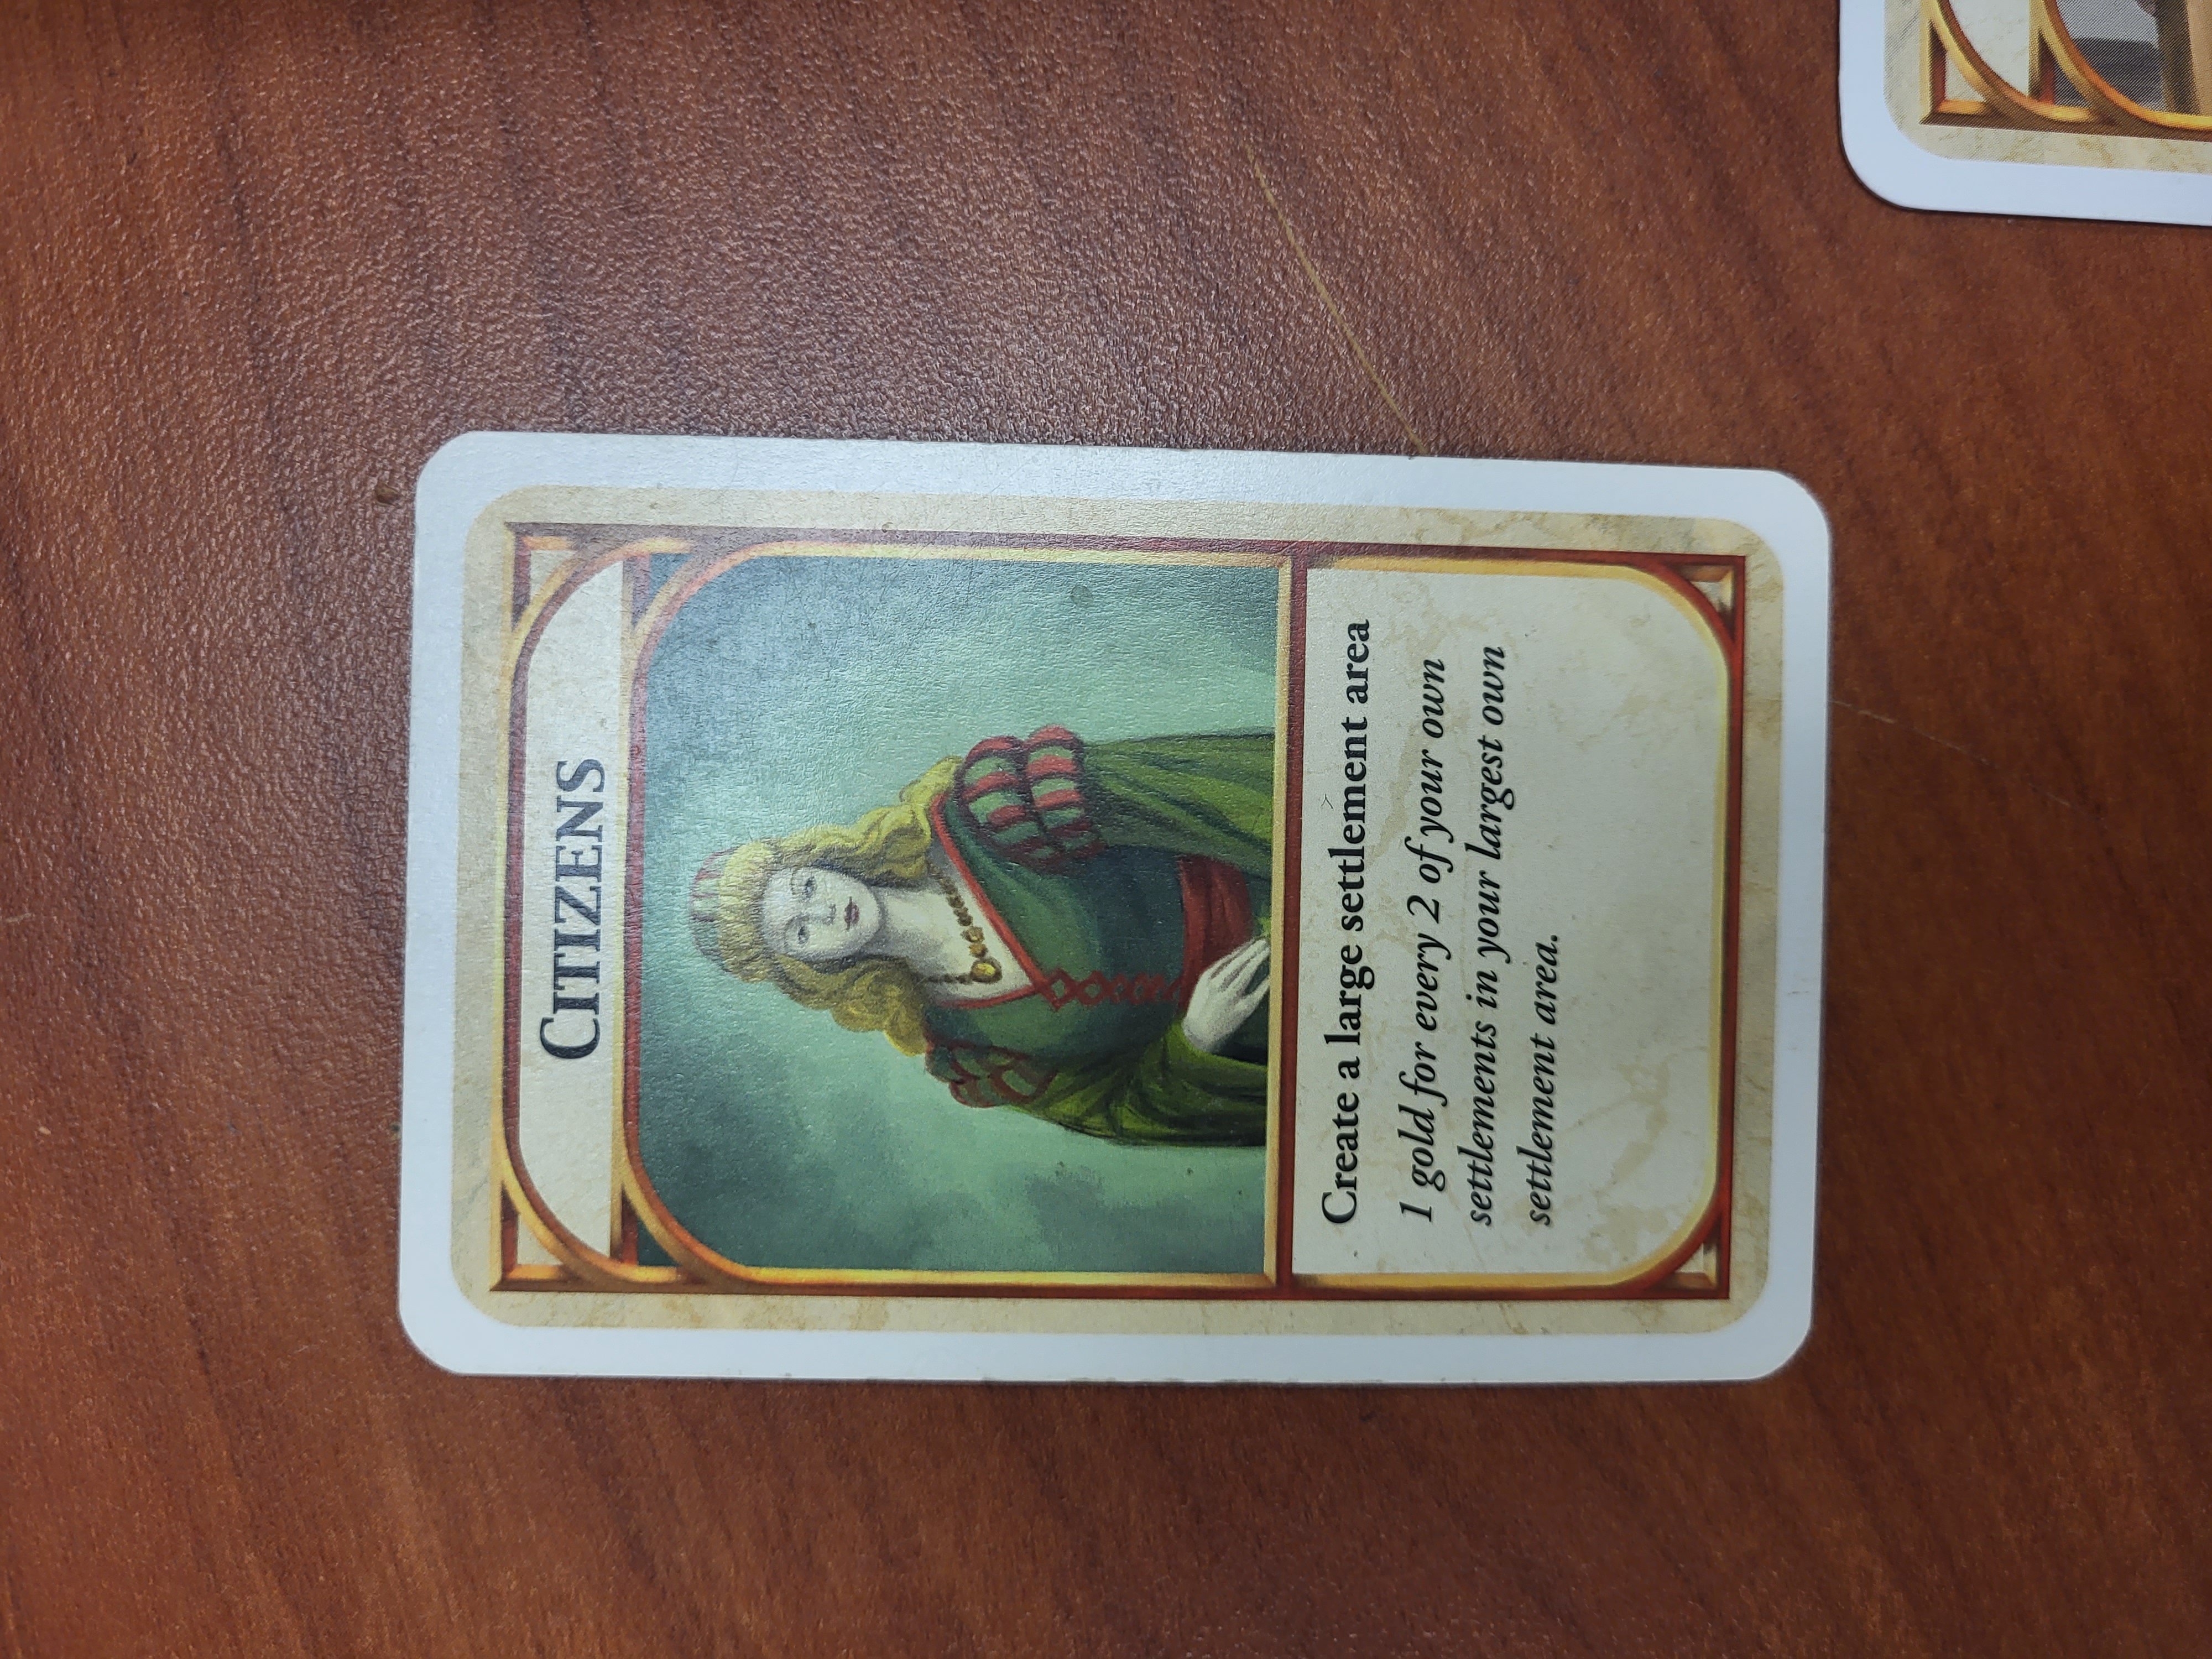 CITIZENS
Create a large settlement area
1 gold for every 2 of your own
settlements in your largest own
settlement area.